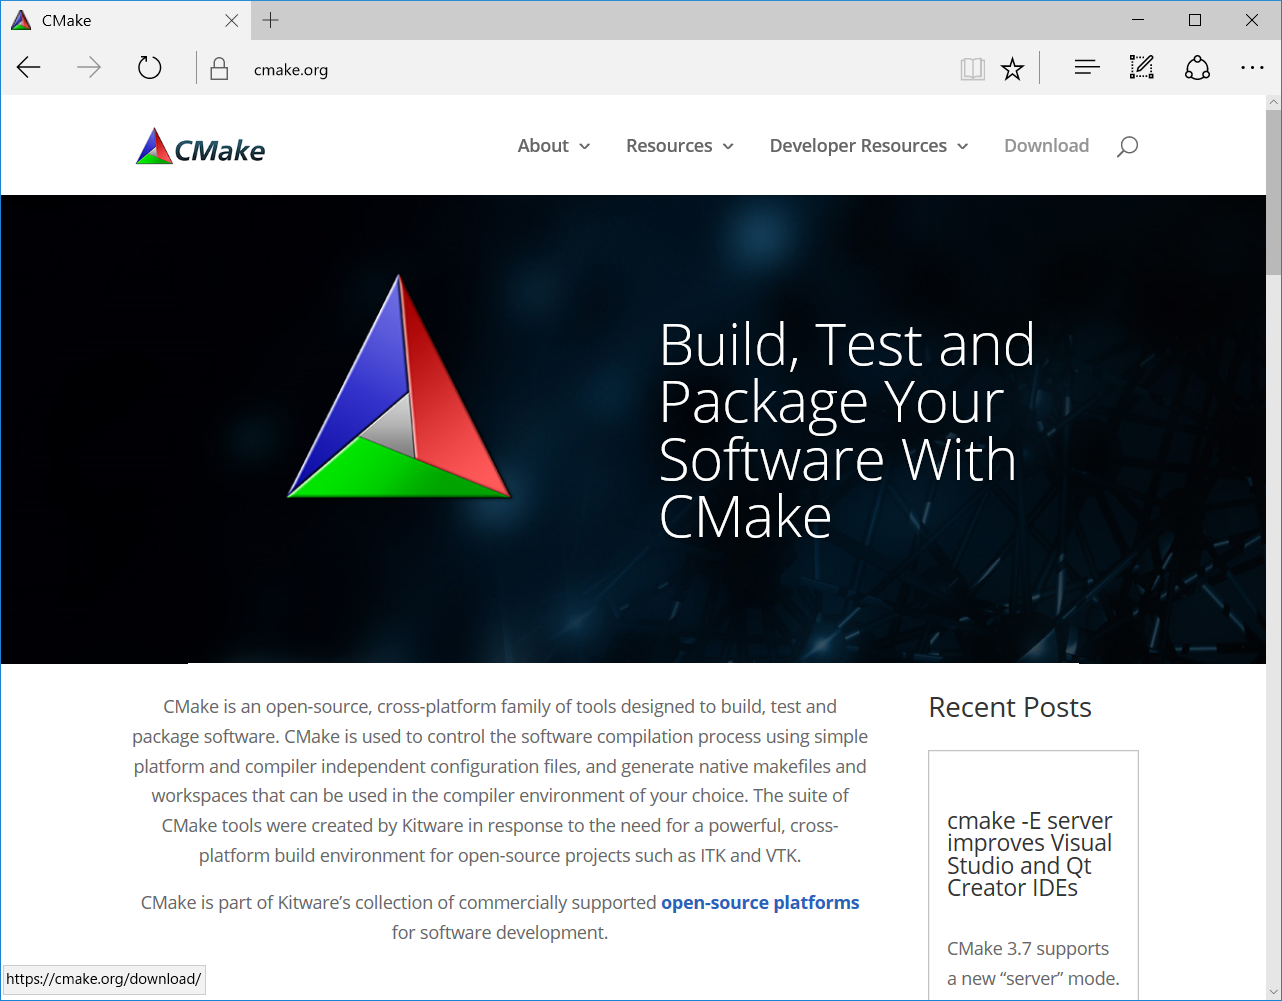 CMake
cmake.org
CMake
About
Resources
Developer Resources
Download
Build, Test and
Package Your
Software With
CMake
CMake is an open-source, cross-platform family of tools designed to build, test and
package software. CMake is used to control the software compilation process using simple
platform and compiler independent configuration files, and generate native makefiles and
workspaces that can be used in the compiler environment of your choice. The suite of
CMake tools were created by Kitware in response to the need for a powerful, cross-
platform build environment for open-source projects such as ITK and VTK.
CMake is part of Kitware’s collection of commercially supported open-source platforms
for software development.
Recent Posts
cmake -E server
improves Visual
Studio and Qt
Creator IDEs
CMake 3.7 supports
a new “server” mode.
https://cmake.org/download/